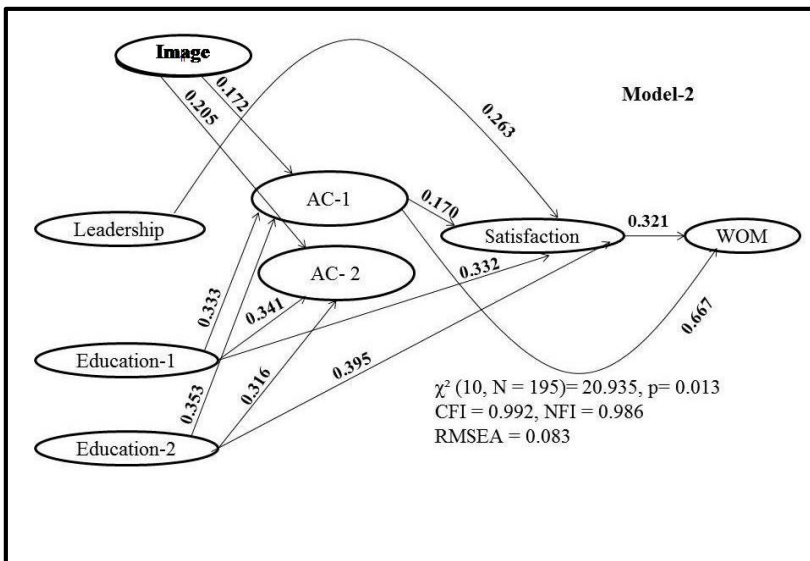 Image
Model-2
0.172
0.205
0.263
AC-1
0.170
Leadership
Satisfaction
0.321
WOM
AC- 2
0.332
0.333
0.341
0.667
Education-1
0.395
0.353
0.316
χ² (10, N = 195)= 20.935, p= 0.013
CFI = 0.992, NFI = 0.986
RMSEA = 0.083
Education-2